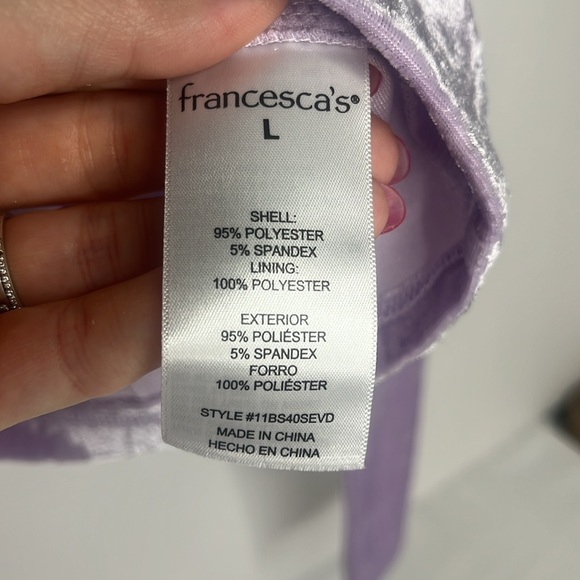 francesca's®
L
SHELL:
95% POLYESTER
5% SPANDEX
LINING:
100% POLYESTER
EXTERIOR
95% POLIÉSTER
5% SPANDEX
FORRO
100% POLIÉSTER
STYLE #11BS40SEVD
MADE IN CHINA
HECHO EN CHINA